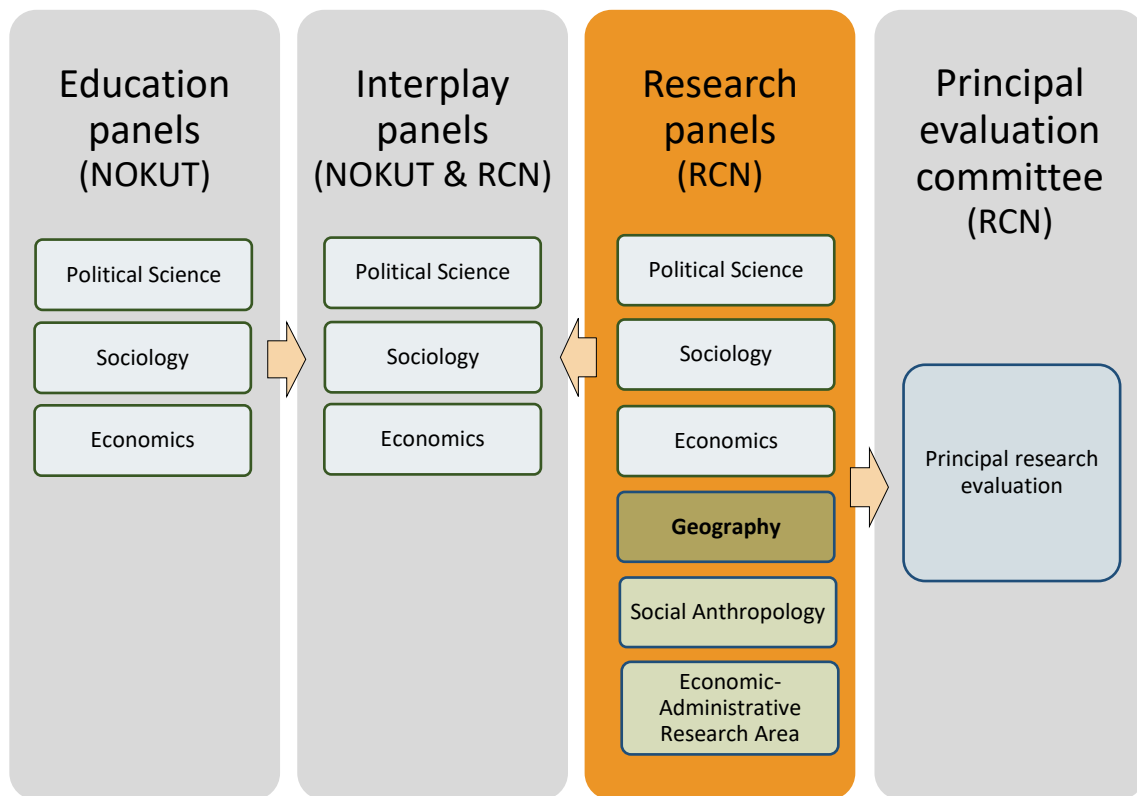 Education
panels
(NOKUT)
Political Science
Sociology
Economics
Interplay
panels
(NOKUT & RCN)
Political Science
Sociology
Economics
Research
panels
(RCN)
Political Science
Sociology
Economics
Geography
Social Anthropology
Economic-
Administrative
Research Area
Principal
evaluation
committee
(RCN)
Principal research
evaluation